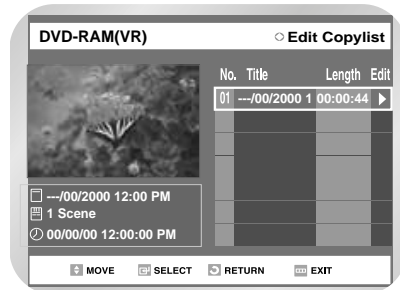 DVD-RAM(VR) Edit Copylist
No. Title Length Edit
01 ---/00/2000 1 00:00:44
---/00/2000 12:00 PM
1 Scene
00/00/00 12:00:00 PM
MOVE SELECT RETURN EXIT